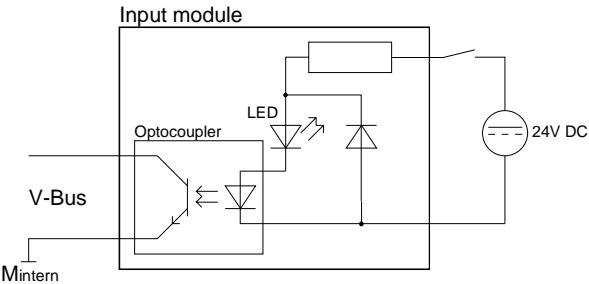 Input module
LED
Optocoupler
24V DC
V-Bus
Mintern